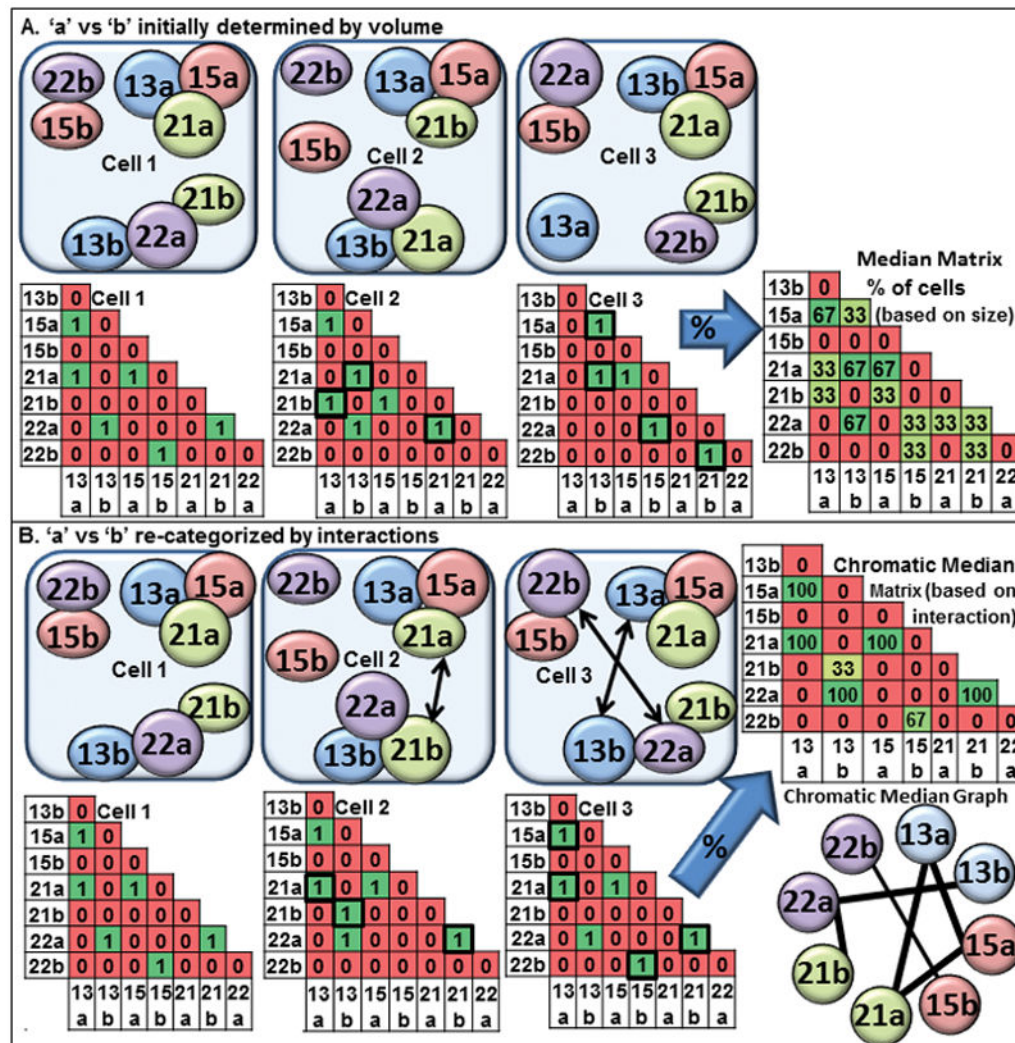 A. ‘a’ vs ‘b’ initially determined by volume
22b 13a 15a
15b 21a
Cell 1
21b
13b 22a
22b 13a 15a
21b
15b Cell 2
22a
13b 21a
22a 13b 15a
15b 21a
Cell 3
21b
13a 22b
13b 0 Cell 1
15a 1 0
15b 0 0 0
21a 1 0 1 0
21b 0 0 0 0 0
22a 0 1 0 0 0 1
22b 0 0 0 1 0 0 0
13 13 15 15 21 21 22
a b a b a b a
13b 0 Cell 2
15a 1 0
15b 0 0 0
21a 0 1 0 0
21b 1 0 1 0 0
22a 0 1 0 0 1 0
22b 0 0 0 0 0 0 0
13 13 15 15 21 21 22
a b a b a b a
13b 0 Cell 3
15a 0 1
15b 0 0 0
21a 0 1 1 0
21b 0 0 0 0 0
22a 0 0 0 1 0 0
22b 0 0 0 0 0 1 0
13 13 15 15 21 21 22
a b a b a b a
%
Median Matrix
% of cells
(based on size)
13b 0
15a 67 33
15b 0 0 0
21a 33 67 67 0
21b 33 0 33 0 0
22a 0 67 0 33 33 33
22b 0 0 0 33 0 33 0
13 13 15 15 21 21 22
a b a b a b a
B. ‘a’ vs ‘b’ re-categorized by interactions
22b 13a 15a
15b 21a
Cell 1
21b
13b 22a
22b 13a 15a
21a
15b Cell 2
22a
13b 21b
22b 13a 15a
15b 21a
Cell 3
21b
13b 22a
Chromatic Median
Matrix (based on
interaction)
13b 0
15a 100 0
15b 0 0 0
21a 100 0 100 0
21b 0 33 0 0 0
22a 0 100 0 0 0 100
22b 0 0 0 67 0 0 0
13 13 15 15 21 21 22
a b a b a b a
13b 0 Cell 1
15a 1 0
15b 0 0 0
21a 1 0 1 0
21b 0 0 0 0 0
22a 0 1 0 0 0 1
22b 0 0 0 1 0 0 0
13 13 15 15 21 21 22
a b a b a b a
13b 0 Cell 2
15a 1 0
15b 0 0 0
21a 1 0 1 0
21b 0 1 0 0 0
22a 0 1 0 0 0 1
22b 0 0 0 0 0 0 0
13 13 15 15 21 21 22
a b a b a b a
13b 0 Cell 3
15a 1 0
15b 0 0 0
21a 1 0 1 0
21b 0 0 0 0 0
22a 0 1 0 0 0 1
22b 0 0 0 1 0 0 0
13 13 15 15 21 21 22
a b a b a b a
%
Chromatic Median Graph
13a
22b 13b
22a
15a
21b
21a 15b